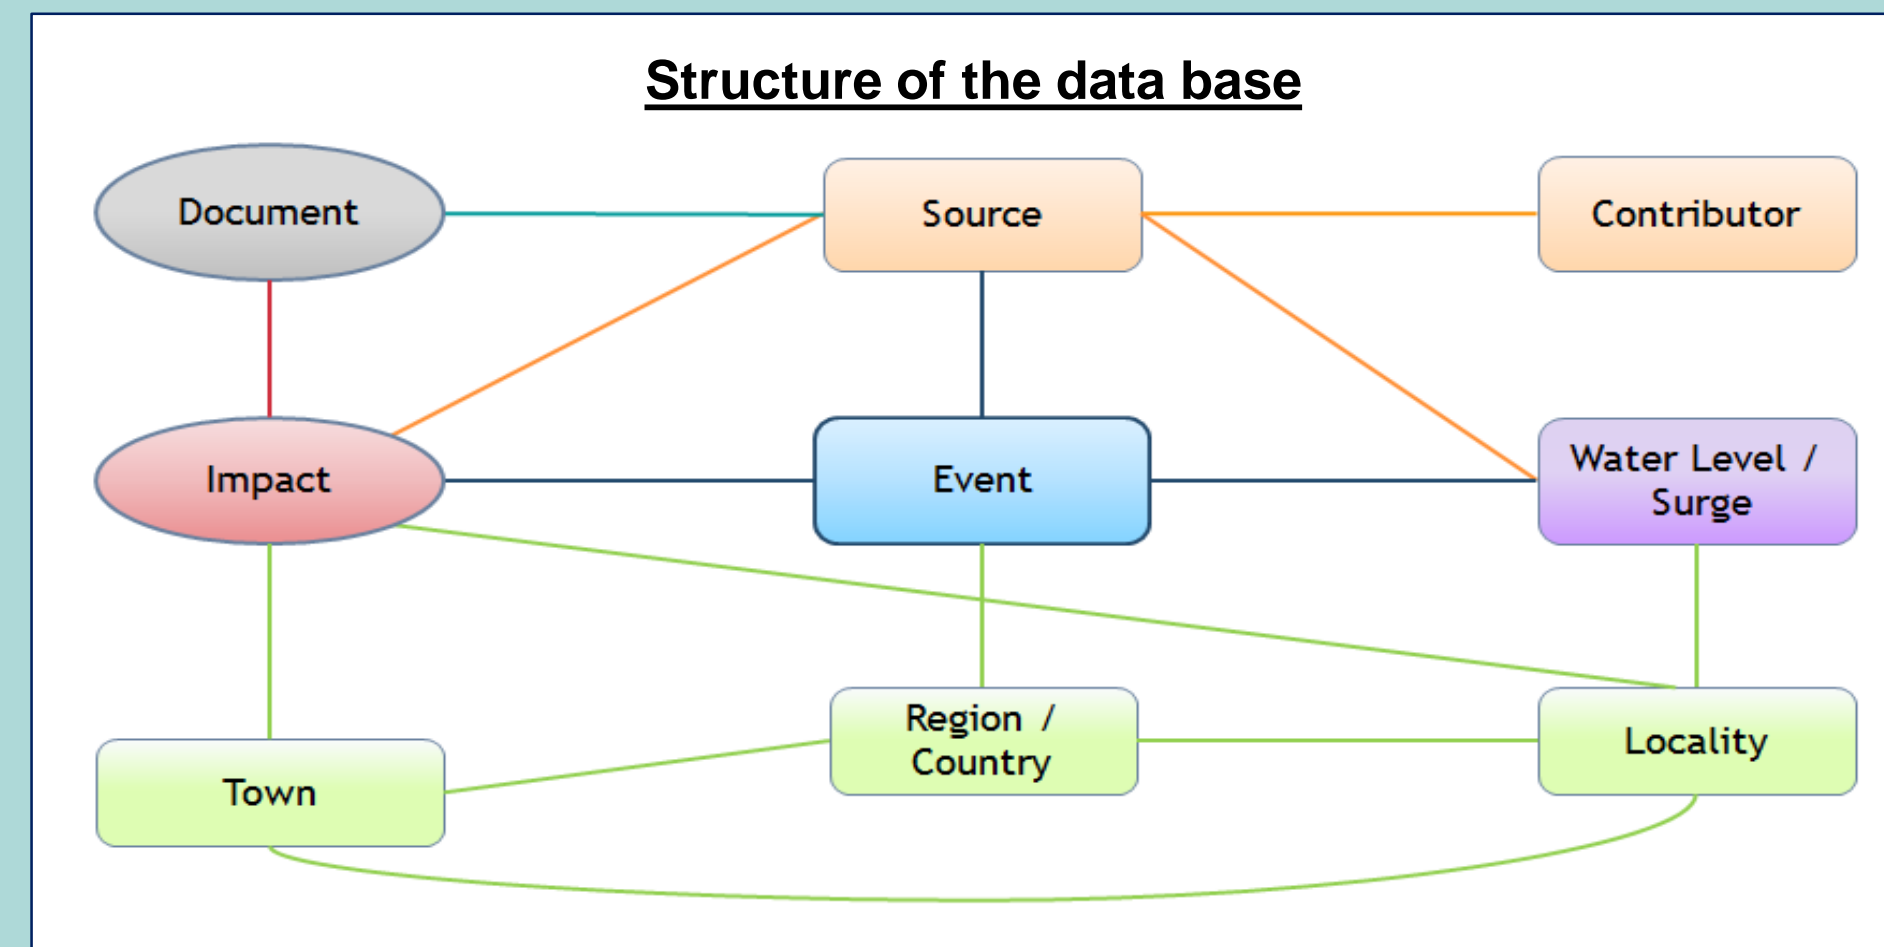 Structure of the data base
Document
Source
Contributor
Impact
Event
Water Level /
Surge
Town
Region /
Country
Locality